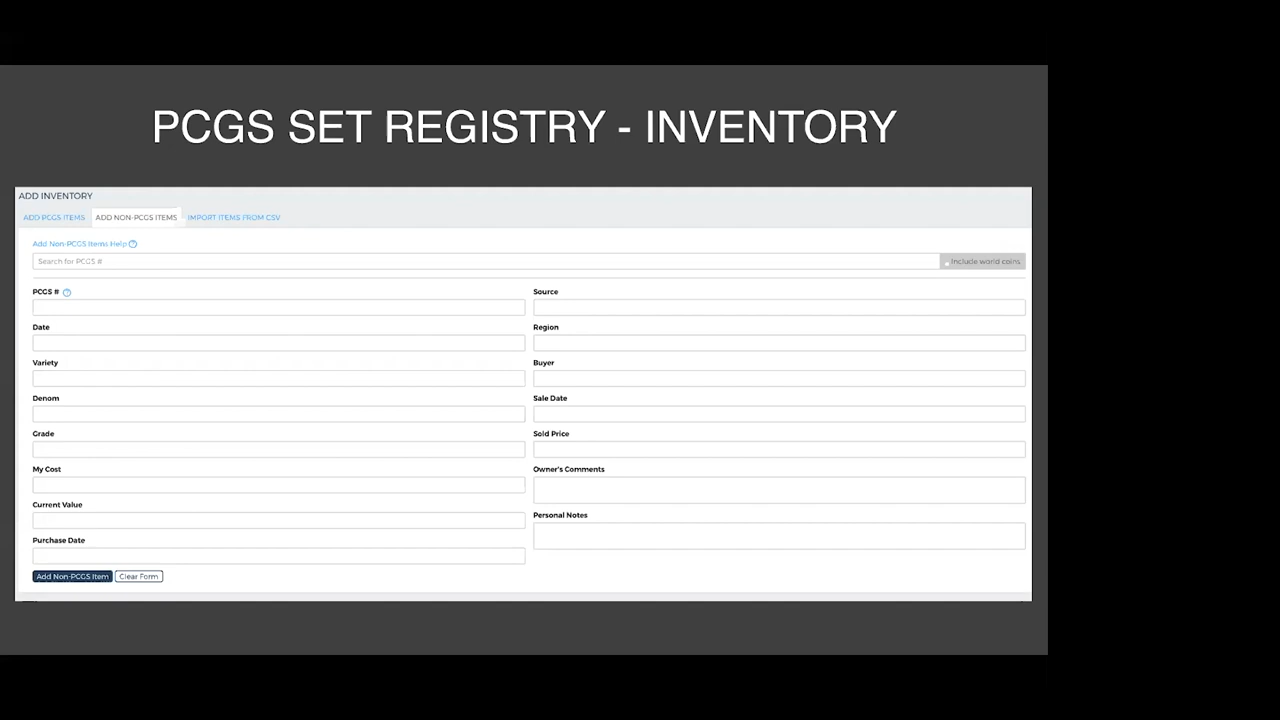 PCGS SET REGISTRY - INVENTORY
ADD INVENTORY
ADD PCGS ITEMS ADD NON-PCGS ITEMS IMPORT ITEMS FROM CSV
Add Non-PCGS Items Help ?
Search for PCGS # Include world coins
PCGS # ? Source
Date Region
Variety Buyer
Denom Sale Date
Grade Sold Price
My Cost Owner's Comments
Current Value
Personal Notes
Purchase Date
Add Non-PCGS Item Clear Form